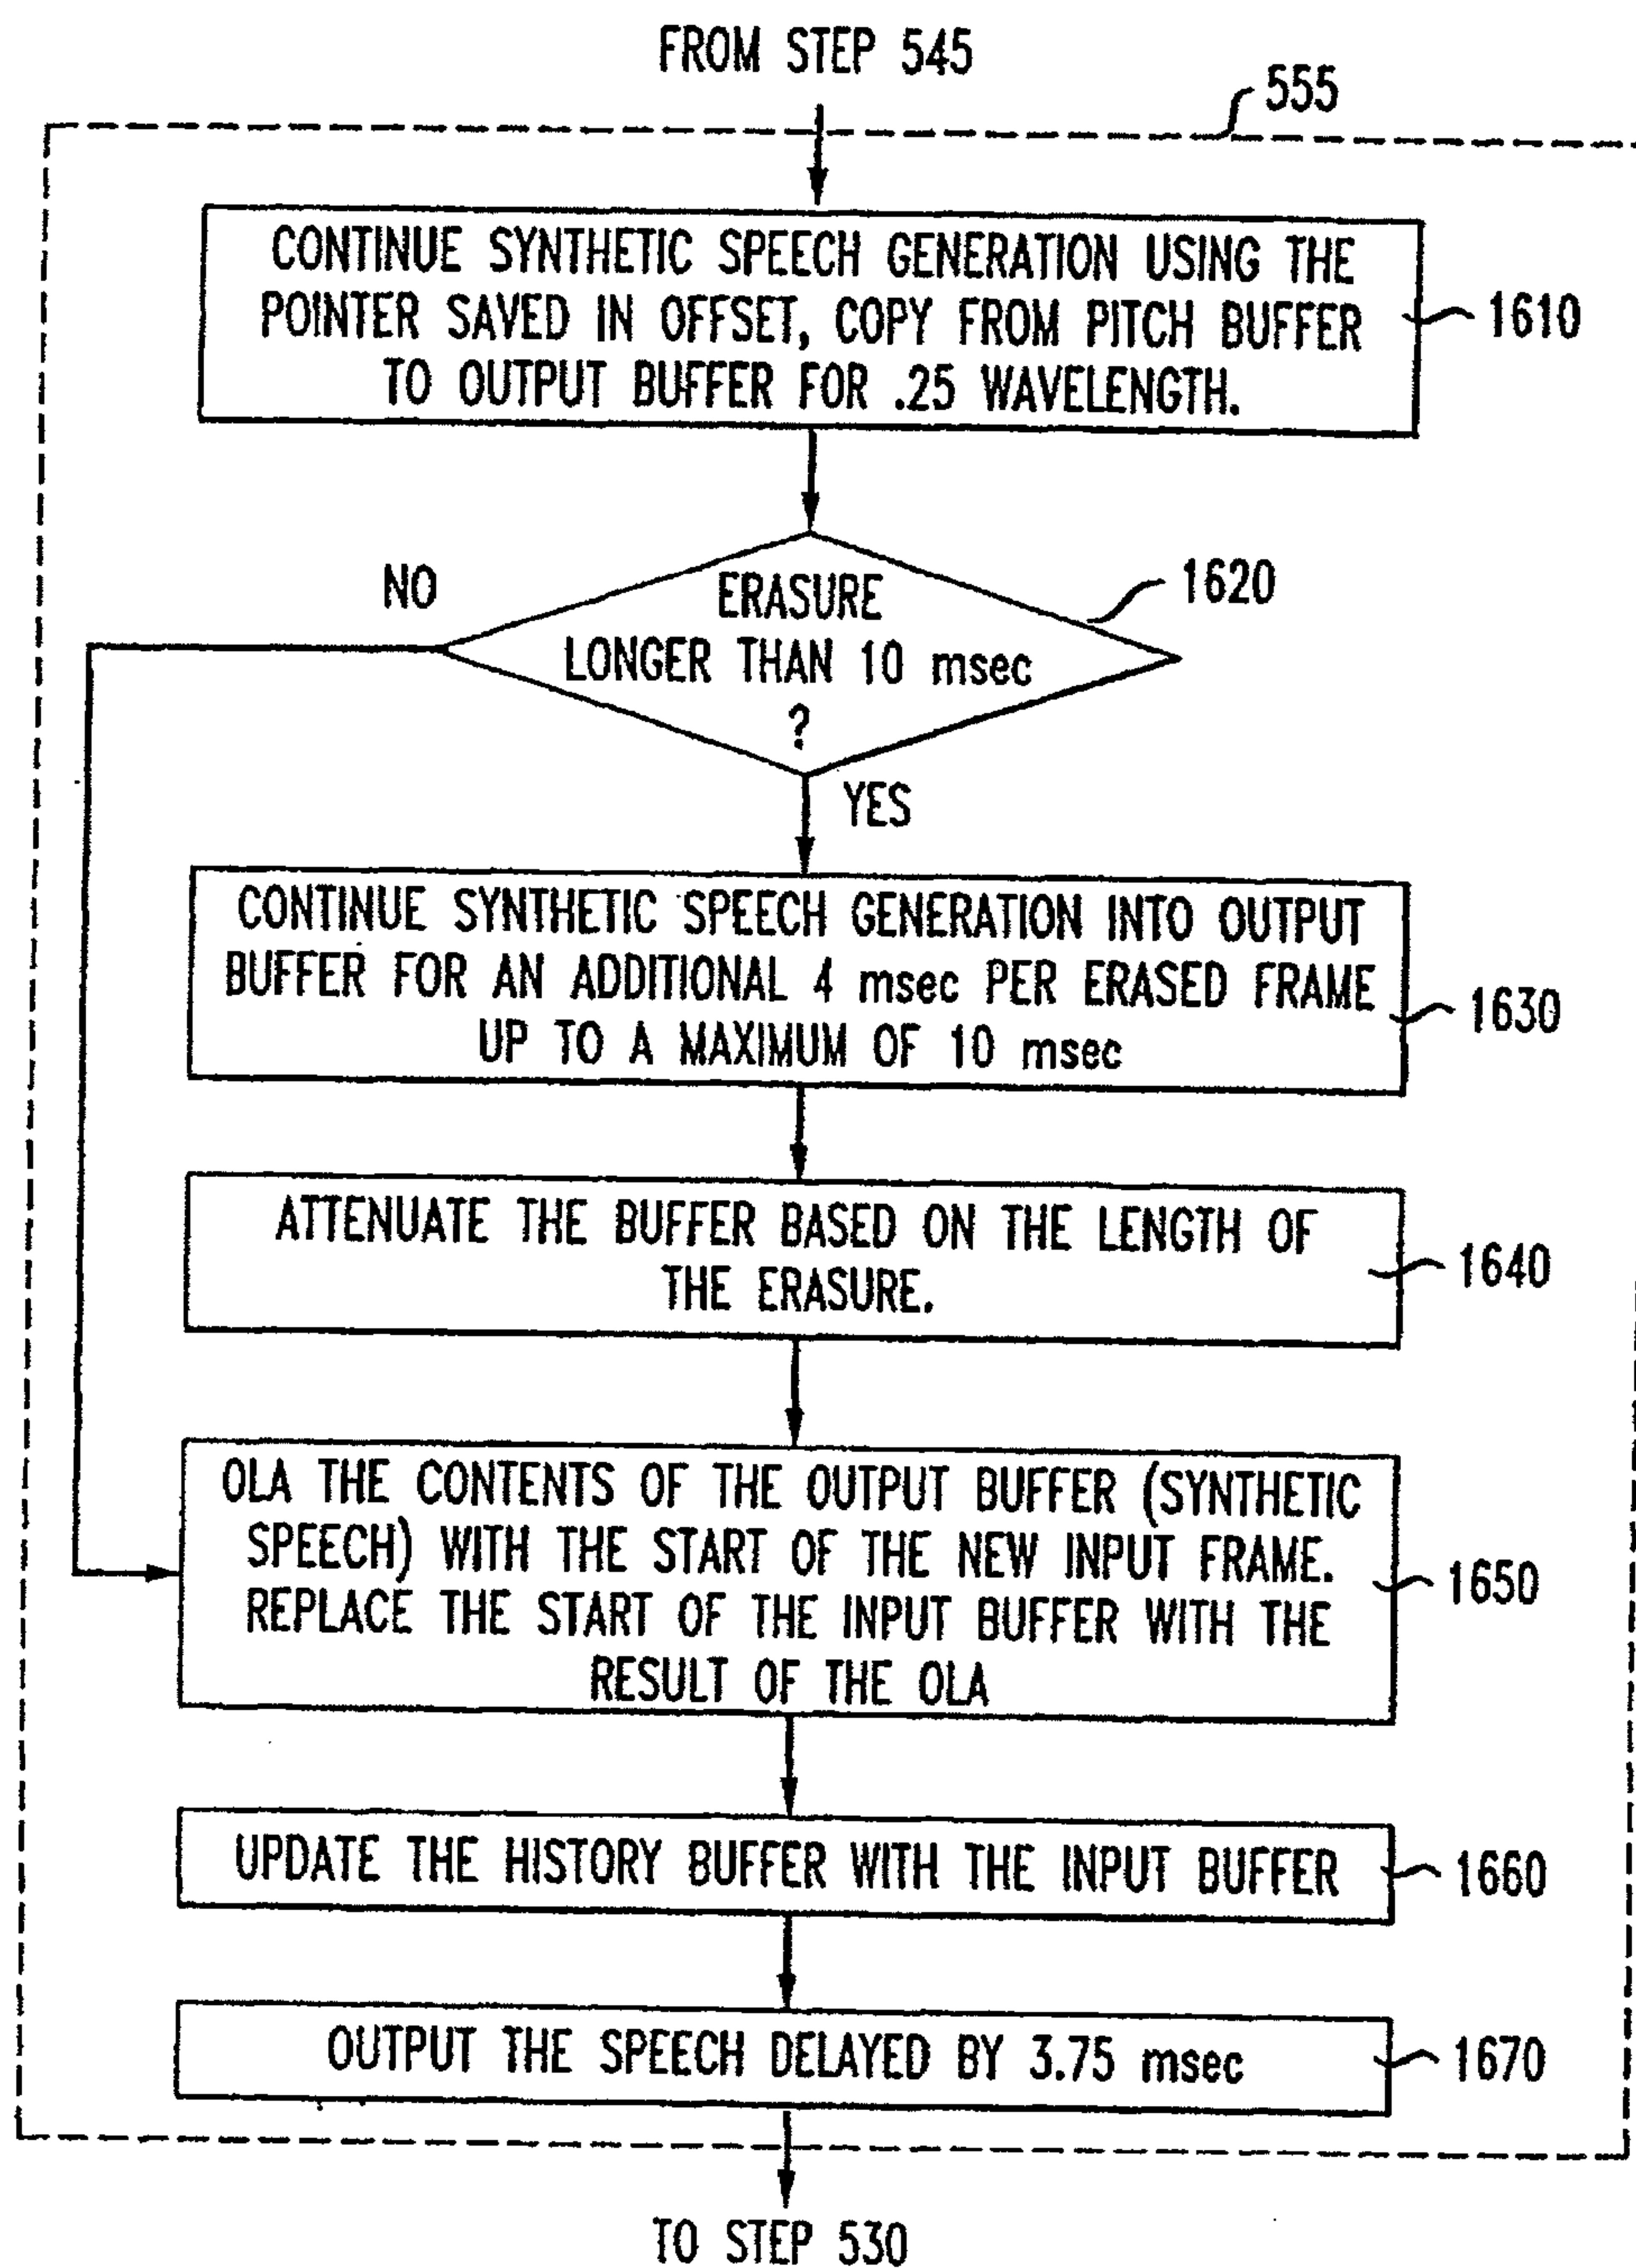 FROM STEP 545
555
CONTINUE SYNTHETIC SPEECH GENERATION USING THE
POINTER SAVED IN OFFSET, COPY FROM PITCH BUFFER
TO OUTPUT BUFFER FOR .25 WAVELENGTH.
1610
NO
ERASURE
LONGER THAN 10 msec
?
1620
YES
CONTINUE SYNTHETIC SPEECH GENERATION INTO OUTPUT
BUFFER FOR AN ADDITIONAL 4 msec PER ERASED FRAME
UP TO A MAXIMUM OF 10 msec
1630
ATTENUATE THE BUFFER BASED ON THE LENGTH OF
THE ERASURE.
1640
OLA THE CONTENTS OF THE OUTPUT BUFFER (SYNTHETIC
SPEECH) WITH THE START OF THE NEW INPUT FRAME.
REPLACE THE START OF THE INPUT BUFFER WITH THE
RESULT OF THE OLA
1650
UPDATE THE HISTORY BUFFER WITH THE INPUT BUFFER
1660
OUTPUT THE SPEECH DELAYED BY 3.75 msec
1670
TO STEP 530